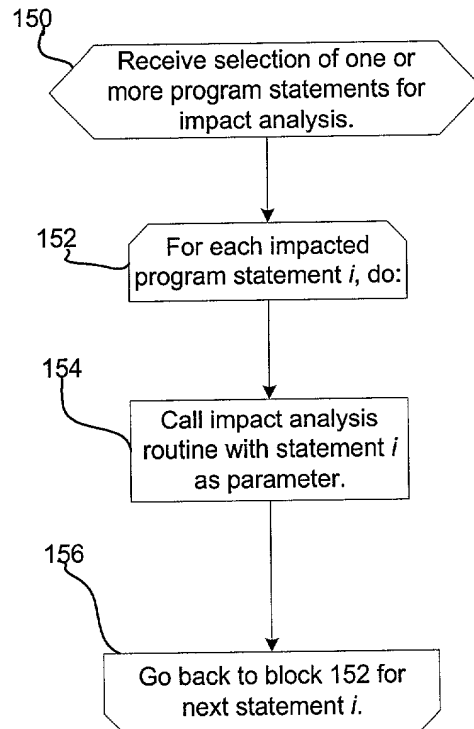 150
Receive selection of one or
more program statements for
impact analysis.
152
For each impacted
program statement i, do:
154
Call impact analysis
routine with statement i
as parameter.
156
Go back to block 152 for
next statement i.